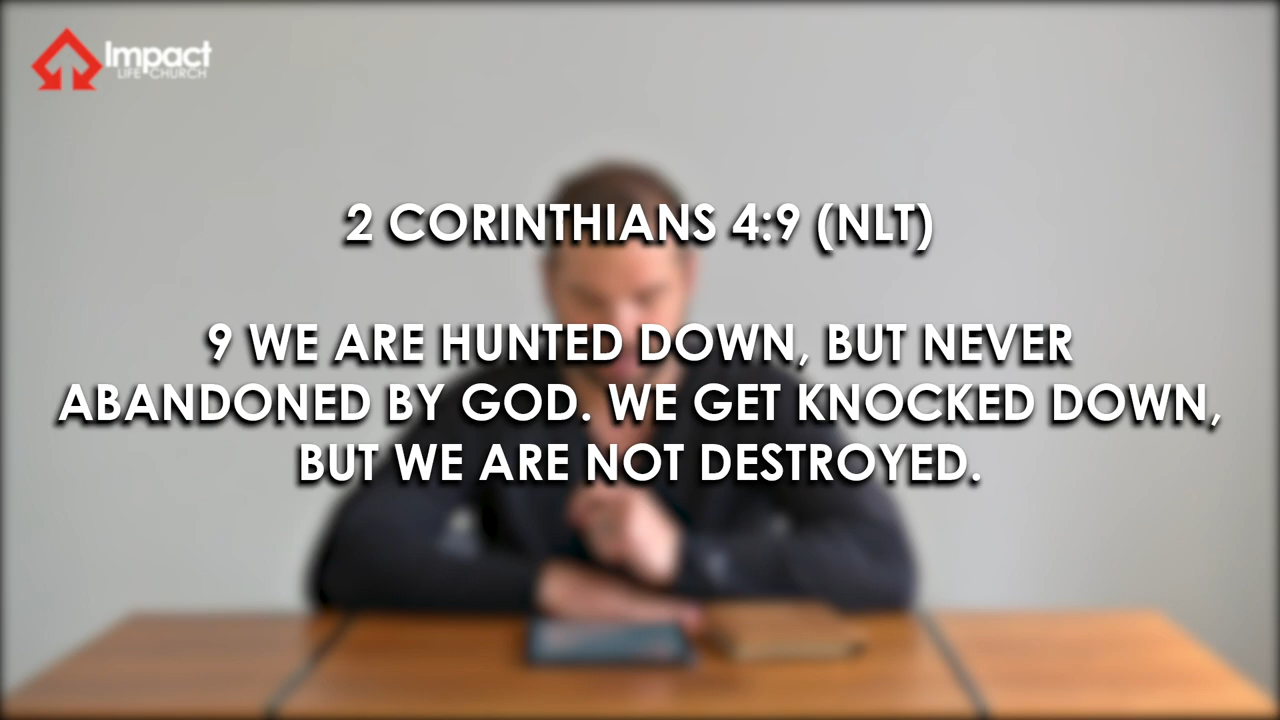 Impact
LIFE CHURCH
2 CORINTHIANS 4:9 (NLT)
9 WE ARE HUNTED DOWN, BUT NEVER
ABANDONED BY GOD. WE GET KNOCKED DOWN,
BUT WE ARE NOT DESTROYED.